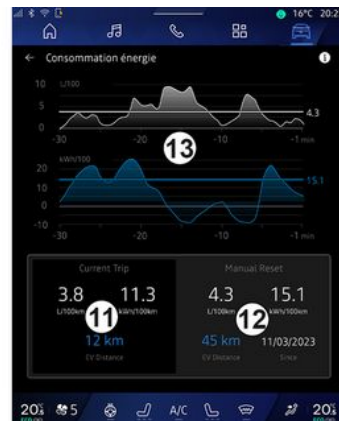 16°C 20:2
← Consommation énergie
10 L/100
5
4.3
0
-30 -20 -10 -1 min
13
kWh/100
20
15.1
10
0
-10
-30 -20 -10 -1 min
Current Trip Manual Reset
3.8 11.3 4.3 15.1
L/100km kWh/100km L/100km kWh/100km
11 12
12 km 45 km 11/03/2023
EV Distance EV Distance Since
20 5 A/C 20